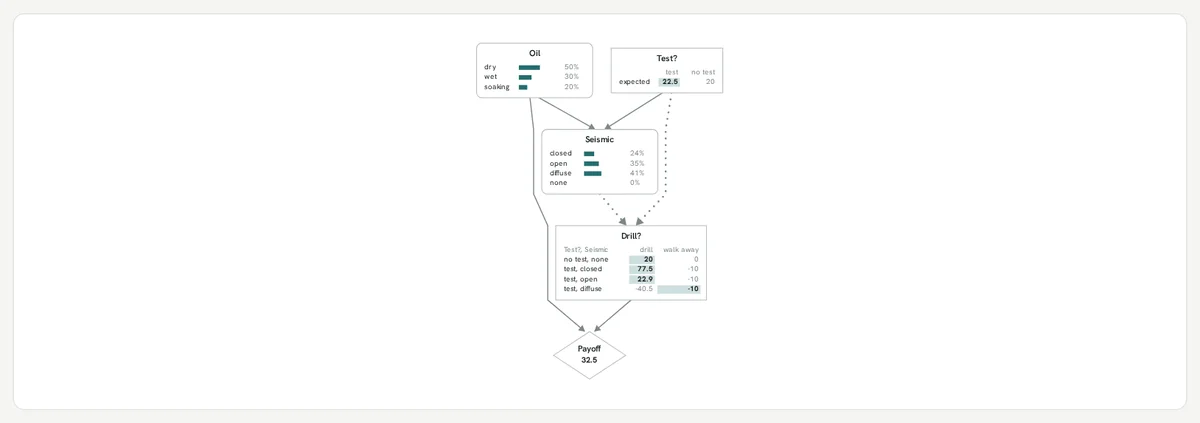 Oil
dry 50%
wet 30%
soaking 20%
Test?
test no test
expected 22.5 20
Seismic
closed 24%
open 35%
diffuse 41%
none 0%
Drill?
Test?, Seismic drill walk away
no test, none 20 0
test, closed 77.5 -10
test, open 22.9 -10
test, diffuse -40.5 -10
Payoff
32.5